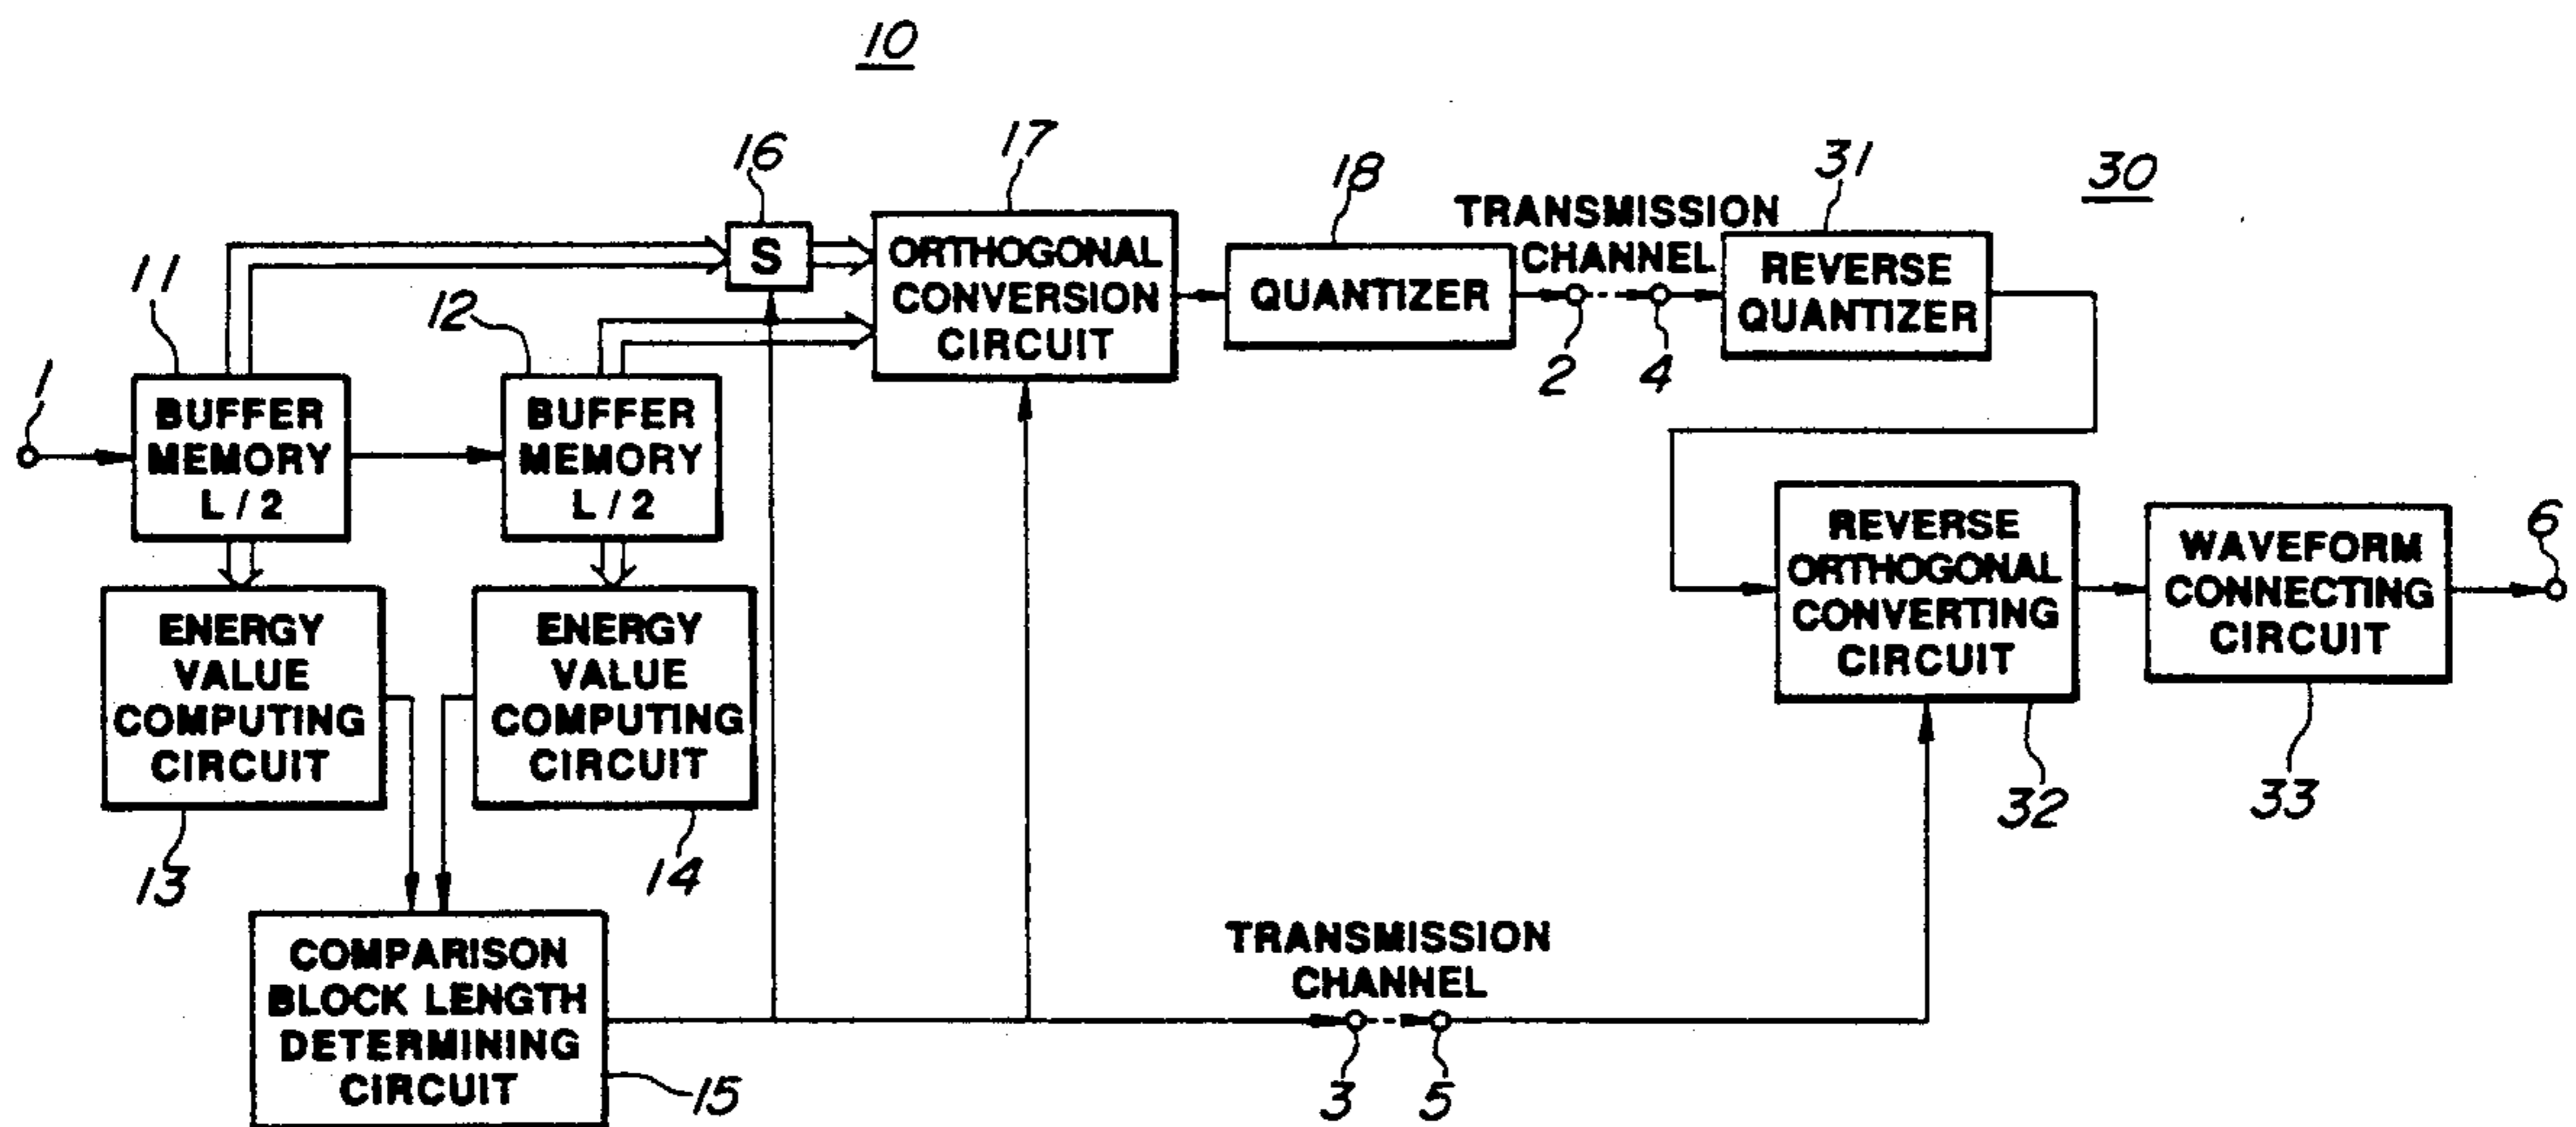 10
16
17
18
TRANSMISSION
CHANNEL
31
30
11
12
S
ORTHOGONAL
CONVERSION
CIRCUIT
QUANTIZER
REVERSE
QUANTIZER
2
4
1
BUFFER
MEMORY
L/2
BUFFER
MEMORY
L/2
REVERSE
ORTHOGONAL
CONVERTING
CIRCUIT
WAVEFORM
CONNECTING
CIRCUIT
6
ENERGY
VALUE
COMPUTING
CIRCUIT
ENERGY
VALUE
COMPUTING
CIRCUIT
32
33
13
14
COMPARISON
BLOCK LENGTH
DETERMINING
CIRCUIT
15
TRANSMISSION
CHANNEL
3
5